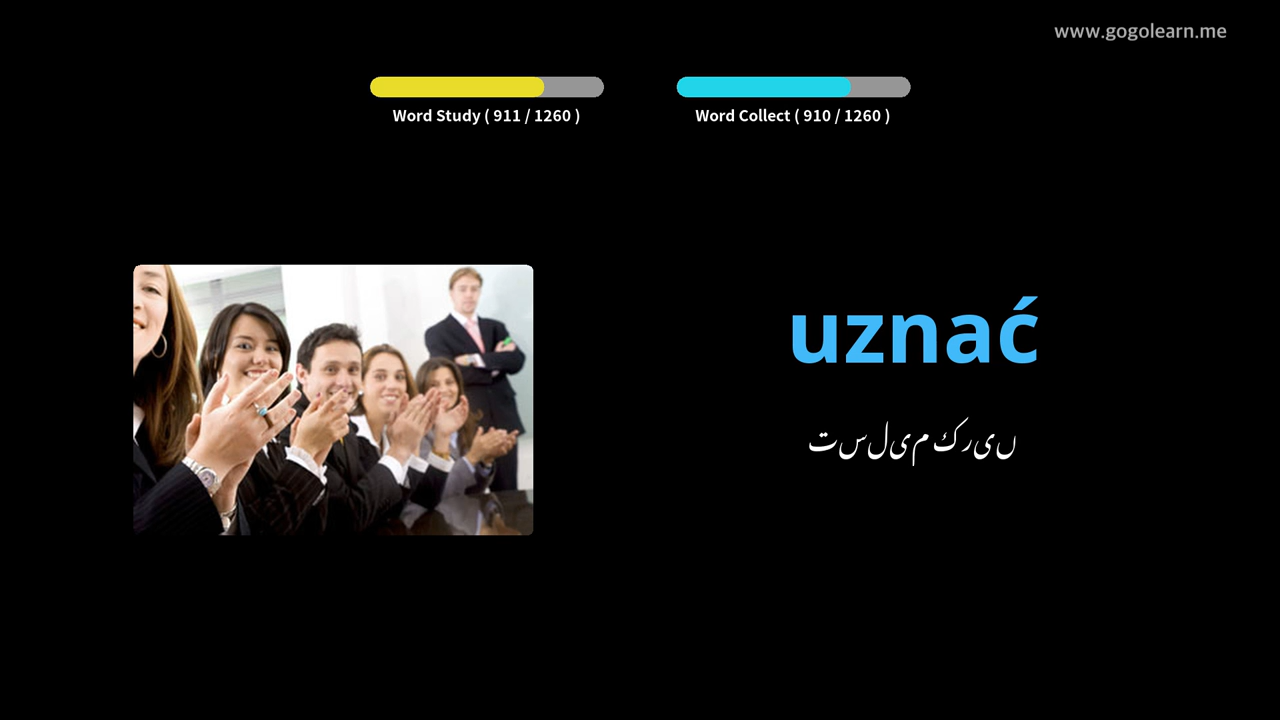 www.gogolearn.me
Word Study ( 911 / 1260 )
Word Collect ( 910 / 1260 )
uznać
تسلیم کریں